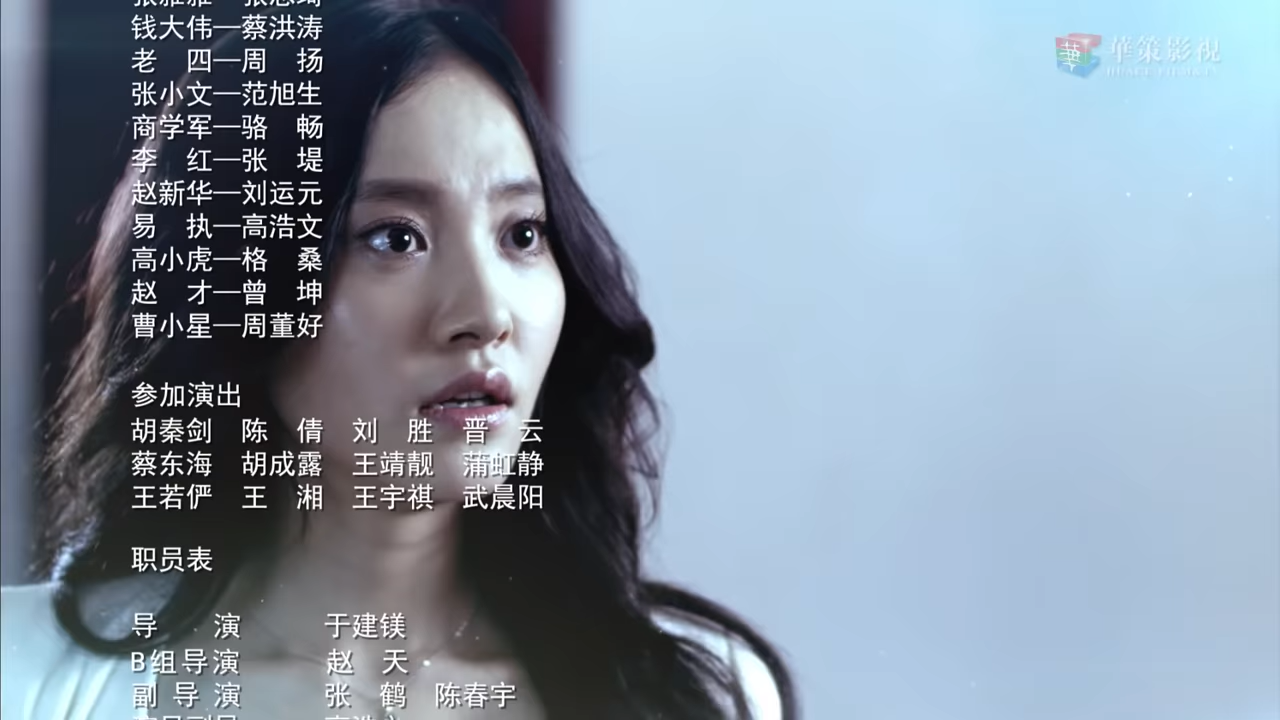 钱大伟—蔡洪涛
老 四—周 扬
张小文—范旭生
商学军—骆 畅
李 红—张 堤
赵新华—刘运元
易 执—高浩文
高小虎—格 桑
赵 才—曾 坤
曹小星—周董好
華策影視
参加演出
胡秦剑 陈 倩 刘 胜 晋 云
蔡东海 胡成露 王靖靓 蒲虹静
王若俨 王 湘 王宇祺 武晨阳
职员表
导 演 于建镁
B组导演 赵 天
副 导 演 张 鹤 陈春宇